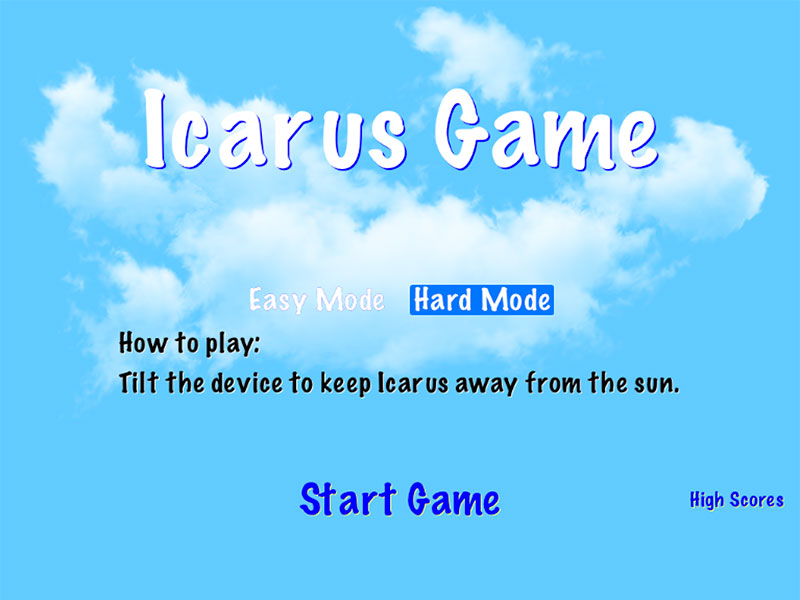 Icarus Game
Easy Mode Hard Mode
How to play:
Tilt the device to keep Icarus away from the sun.
Start Game
High Scores